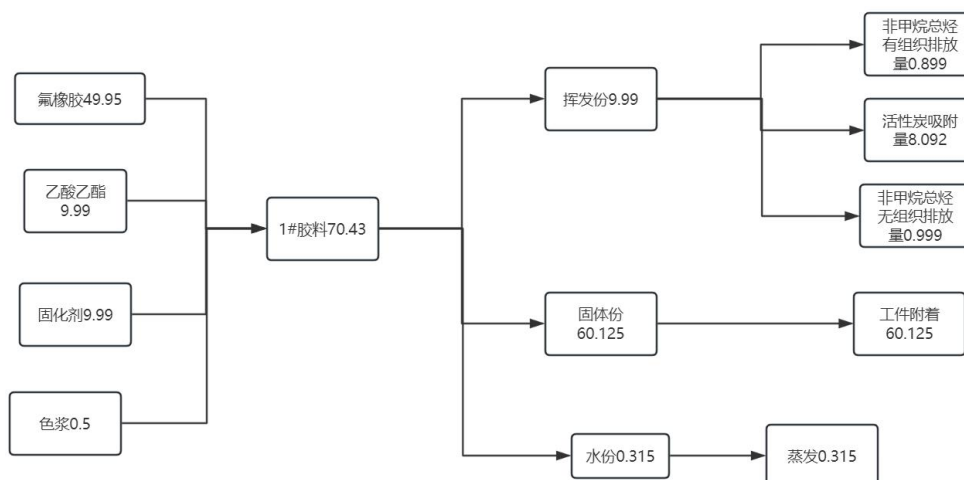 氟橡胶49.95
乙酸乙酯
9.99
固化剂9.99
色浆0.5
1#胶料70.43
挥发份9.99
固体份
60.125
水份0.315
非甲烷总烃
有组织排放
量0.899
活性炭吸附
量8.092
非甲烷总烃
无组织排放
量0.999
工件附着
60.125
蒸发0.315